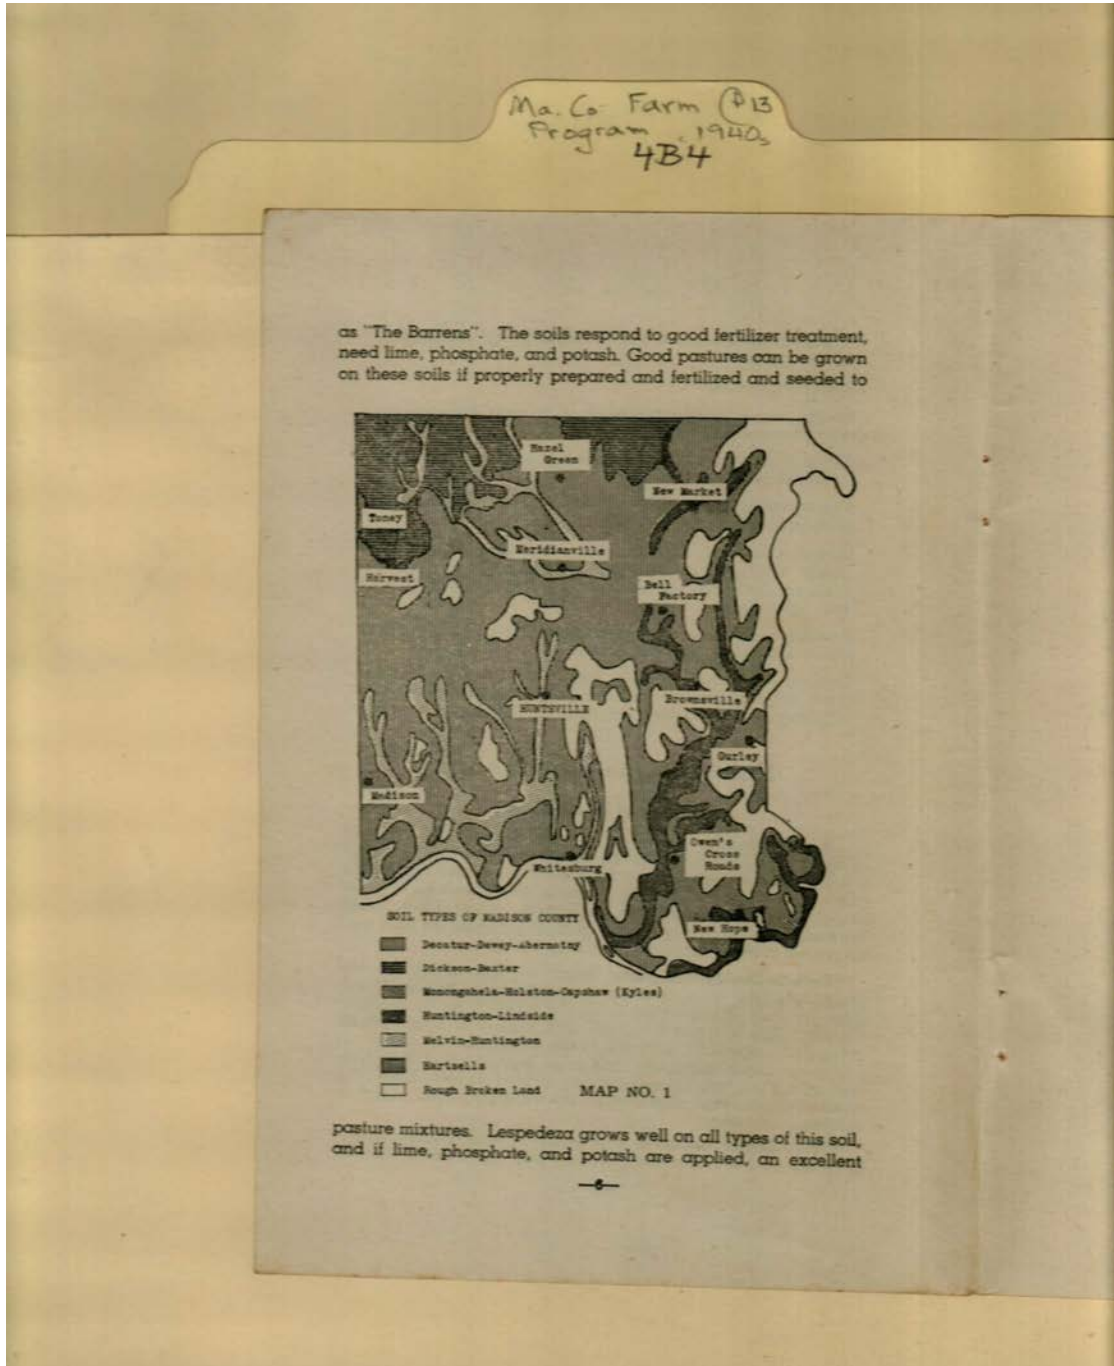 Ma. Co Farm P13
Program 1940s
4B4
as "The Barrens". The soils respond to good fertilizer treatment,
need lime, phosphate, and potash. Good pastures can be grown
on these soils if properly prepared and fertilized and seeded to
Hazel
Green
New Market
Toney
Meridianville
Harvest
Bell
Factory
HUNTSVILLE
Brownsville
Gurley
Madison
Owen's
Cross
Roads
Whitesburg
New Hope
SOIL TYPES OF MADISON COUNTY
Decatur-Dewey-Abernathy
Dickson-Baxter
Monongahela-Holston-Capshaw (Kyles)
Huntington-Lindside
Melvin-Huntington
Hartsells
Rough Broken Land MAP NO. 1
pasture mixtures. Lespedeza grows well on all types of this soil,
and if lime, phosphate, and potash are applied, an excellent
—6—